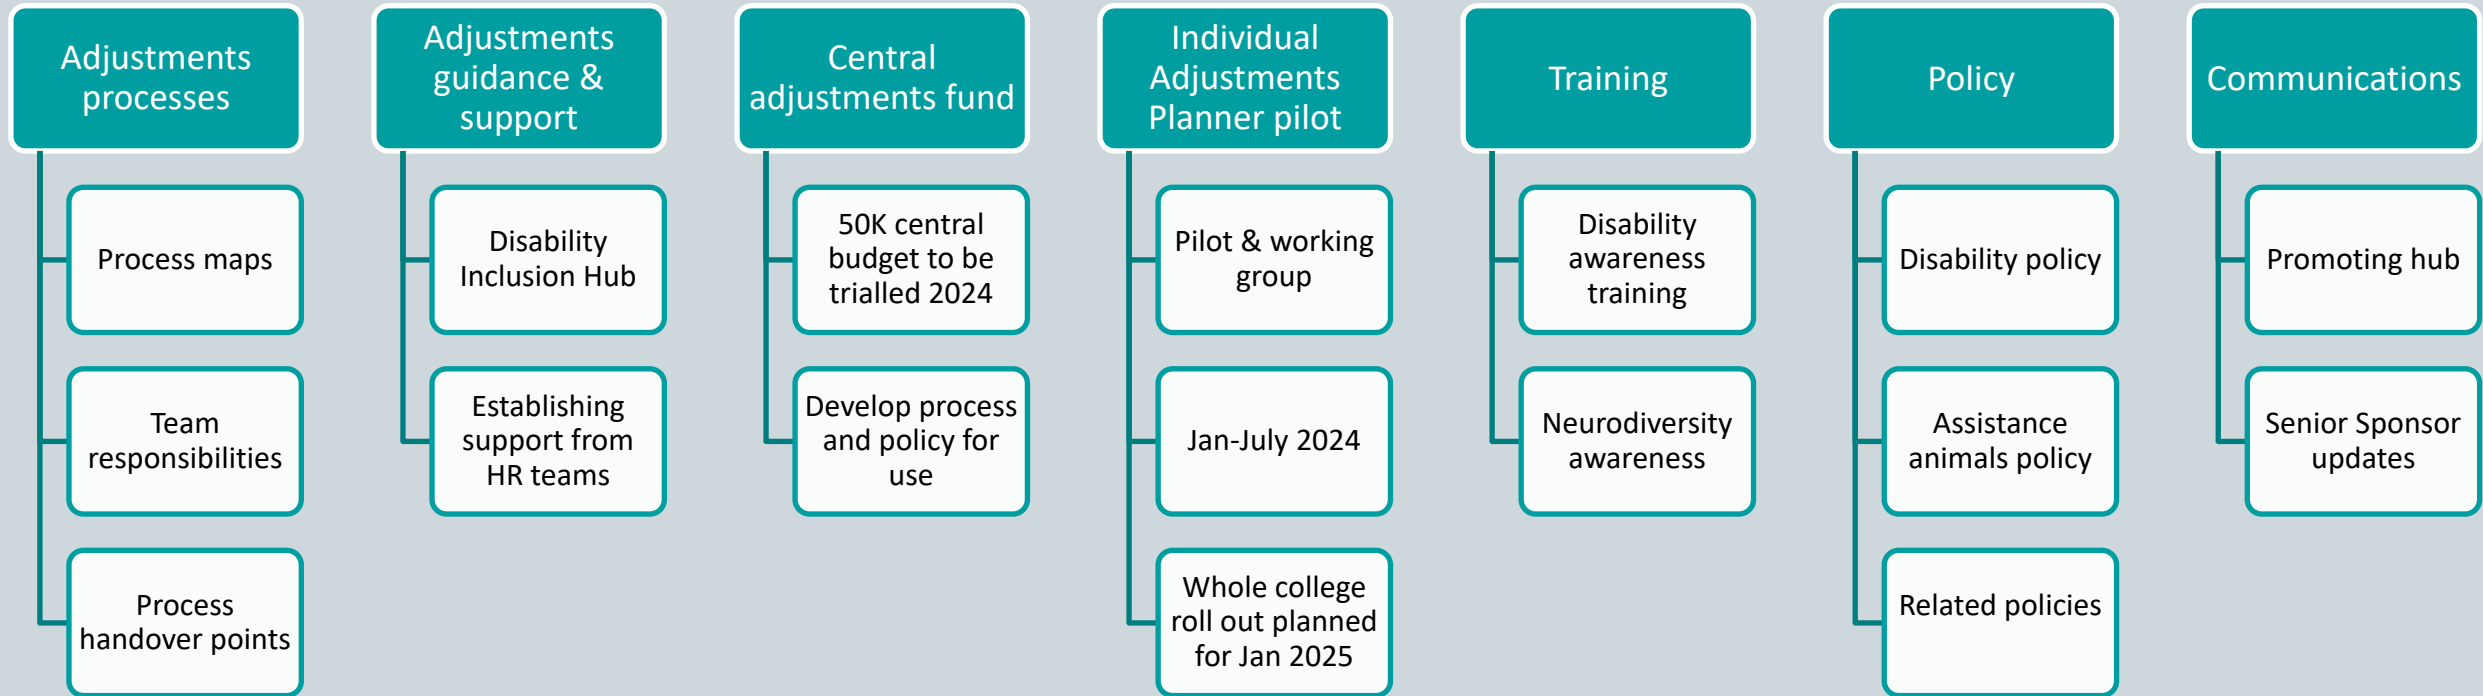 Adjustments
processes
Process maps
Team
responsibilities
Process
handover points
Adjustments
guidance &
support
Disability
Inclusion Hub
Establishing
support from
HR teams
Central
adjustments fund
50K central
budget to be
trialled 2024
Develop process
and policy for
use
Individual
Adjustments
Planner pilot
Pilot & working
group
Jan-July 2024
Whole college
roll out planned
for Jan 2025
Training
Disability
awareness
training
Neurodiversity
awareness
Policy
Disability policy
Assistance
animals policy
Related policies
Communications
Promoting hub
Senior Sponsor
updates